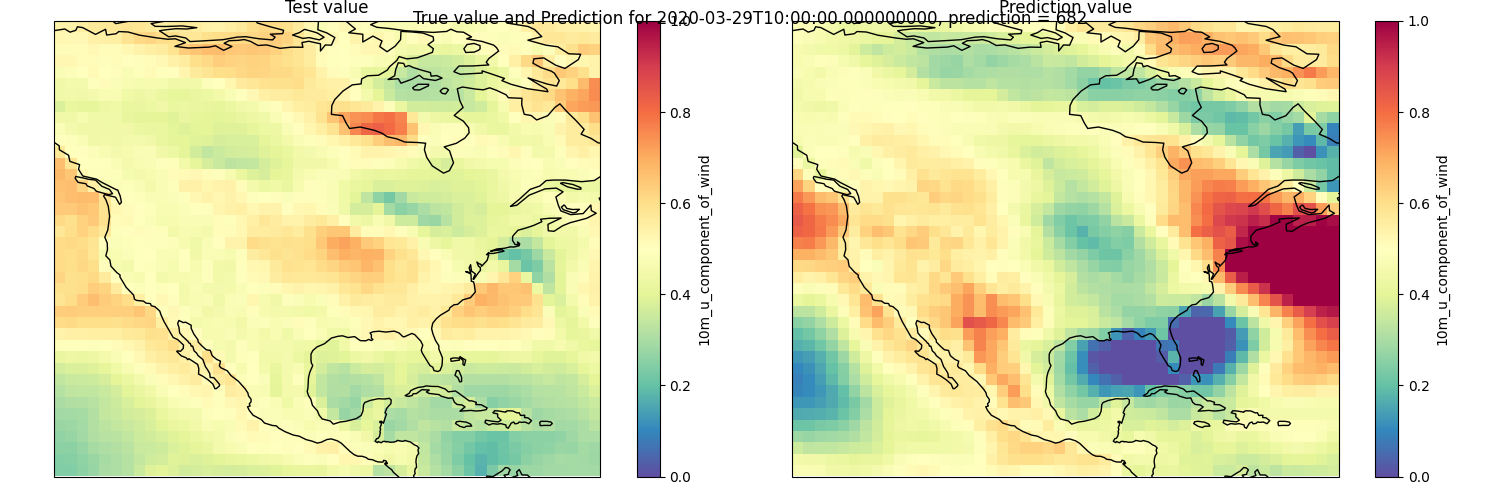 True value and Prediction for 2020-03-29T10:00:00.000000000, prediction = 682
Test value
Prediction value
1.0
0.8
0.6
0.4
0.2
0.0
10m_u_component_of_wind
1.0
0.8
0.6
0.4
0.2
0.0
10m_u_component_of_wind